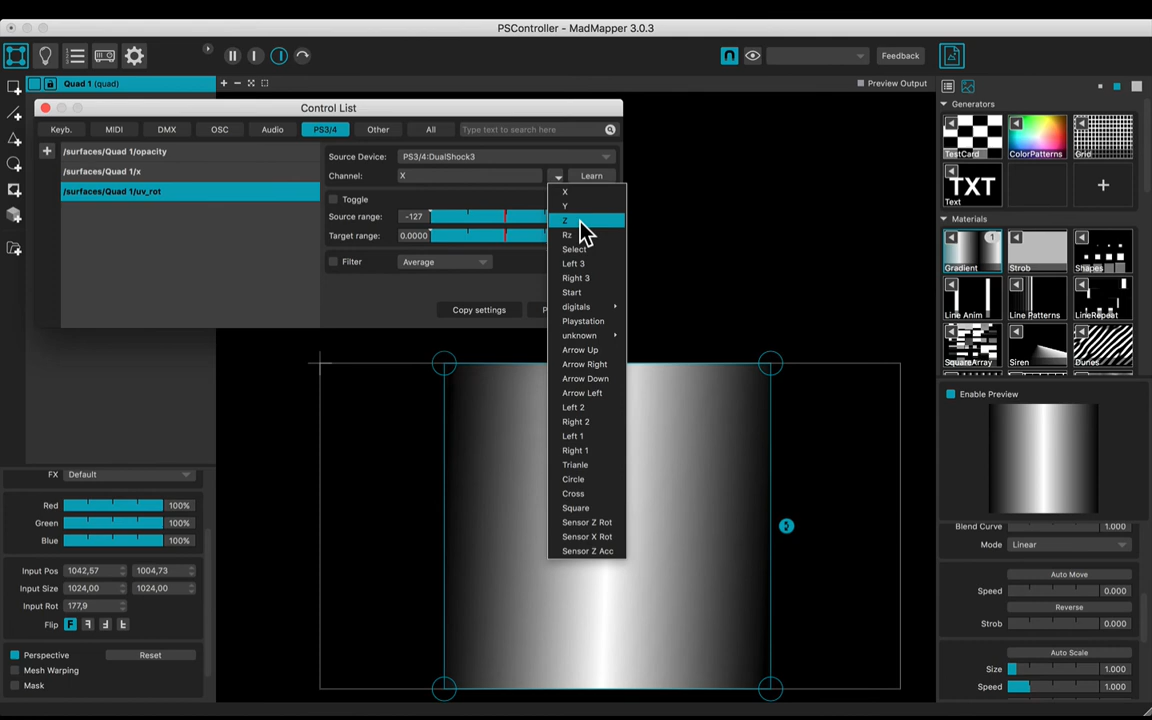 PSController - MadMapper 3.0.3
Feedback
Quad 1 (quad)
Preview Output
Control List
Keyb.
MIDI
DMX
OSC
Audio
PS3/4
Other
All
Type text to search here
/surfaces/Quad 1/opacity
/surfaces/Quad 1/x
/surfaces/Quad 1/uv_rot
Source Device:
PS3/4:DualShock3
Channel:
X
Learn
Toggle
Source range:
-127
Target range:
0.0000
Filter
Average
Copy settings
X
Y
Z
Rz
Select
Left 3
Right 3
Start
digitals
Playstation
unknown
Arrow Up
Arrow Right
Arrow Down
Arrow Left
Left 2
Right 2
Left 1
Right 1
Trianle
Circle
Cross
Square
Sensor Z Rot
Sensor X Rot
Sensor Z Acc
Generators
TestCard
ColorPatterns
Grid
TXT
Text
Materials
1
Gradient
Strob
Shapes
Line Anim
Line Patterns
LineRepeat
SquareArray
Siren
Dunes
Enable Preview
Blend Curve
1.000
Mode
Linear
Auto Move
Speed
0.000
Reverse
Strob
0.000
Auto Scale
Size
1.000
Speed
1.000
FX
Default
Red
100%
Green
100%
Blue
100%
Input Pos
1042,57
1004,73
Input Size
1024,00
1024,00
Input Rot
177,9
Flip
Perspective
Reset
Mesh Warping
Mask